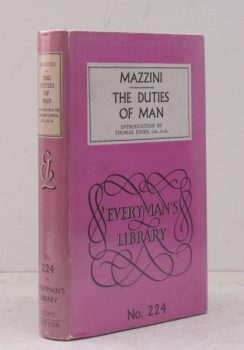 MAZZINI
THE
DUTIES
OF
MAN
No.
224
EVERYMAN'S
LIBRARY
DENT
DUTTON
MAZZINI
THE DUTIES
OF MAN
INTRODUCTION BY
THOMAS JONES, C.H., LL.D.
EVERYMAN'S
LIBRARY
No. 224